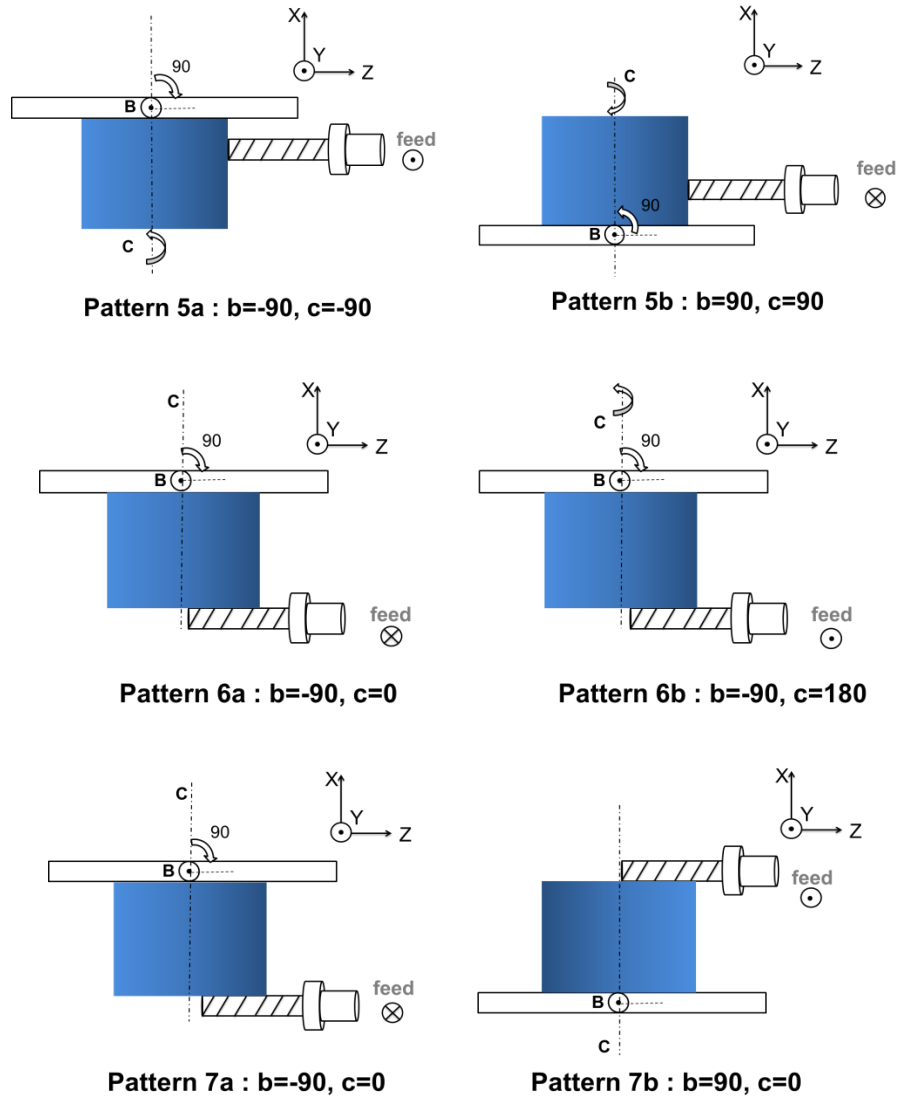 X
Y
Z
90
B
C
feed
Pattern 5a : b=-90, c=-90
X
Y
Z
C
90
B
feed
Pattern 5b : b=90, c=90
C
X
Y
Z
90
B
feed
Pattern 6a : b=-90, c=0
C
X
Y
Z
90
B
feed
Pattern 6b : b=-90, c=180
C
X
Y
Z
90
B
feed
Pattern 7a : b=-90, c=0
X
Y
Z
feed
B
C
Pattern 7b : b=90, c=0